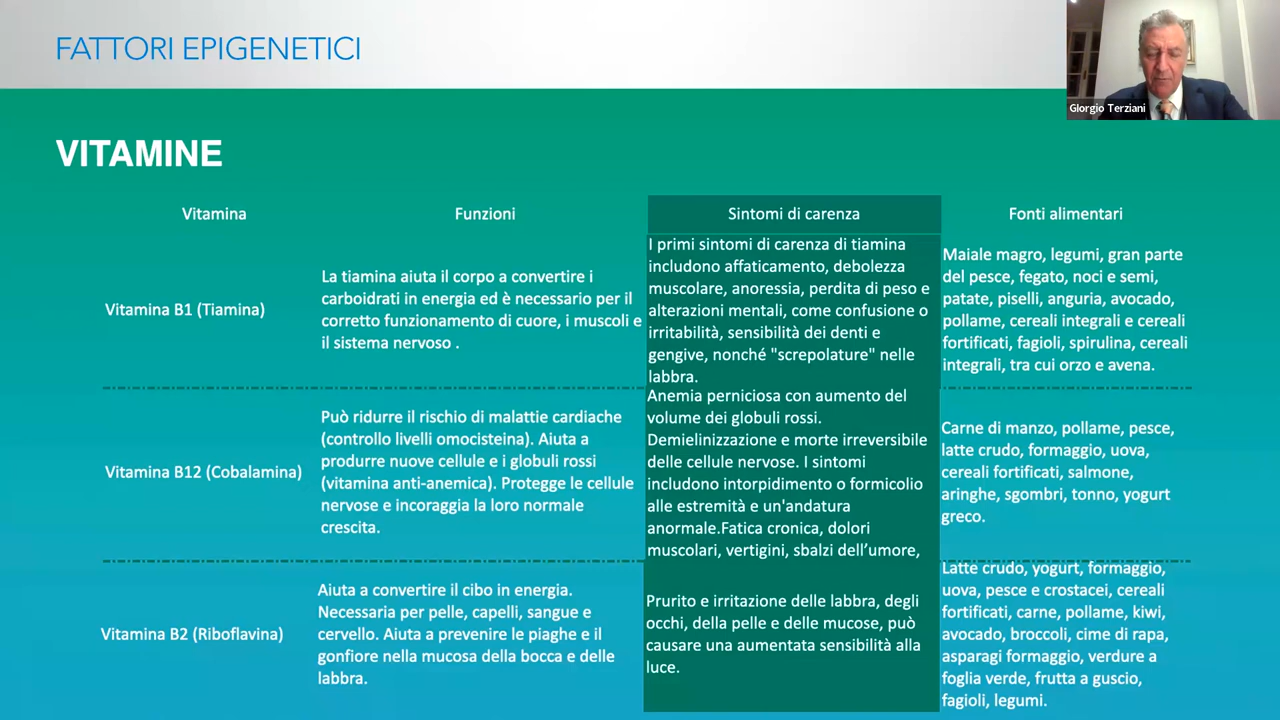 FATTORI EPIGENETICI
GIorgio Terziani
VITAMINE
Vitamina
Funzioni
Sintomi di carenza
Fonti alimentari
Vitamina B1 (Tiamina)
La tiamina aiuta il corpo a convertire i
carboidrati in energia ed è necessario per il
corretto funzionamento di cuore, i muscoli e
il sistema nervoso .
I primi sintomi di carenza di tiamina
includono affaticamento, debolezza
muscolare, anoressia, perdita di peso e
alterazioni mentali, come confusione o
irritabilità, sensibilità dei denti e
gengive, nonché "screpolature" nelle
labbra.
Maiale magro, legumi, gran parte
del pesce, fegato, noci e semi,
patate, piselli, anguria, avocado,
pollame, cereali integrali e cereali
fortificati, fagioli, spirulina, cereali
integrali, tra cui orzo e avena.
Vitamina B12 (Cobalamina)
Può ridurre il rischio di malattie cardiache
(controllo livelli omocisteina). Aiuta a
produrre nuove cellule e i globuli rossi
(vitamina anti-anemica). Protegge le cellule
nervose e incoraggia la loro normale
crescita.
Anemia perniciosa con aumento del
volume dei globuli rossi.
Demielinizzazione e morte irreversibile
delle cellule nervose. I sintomi
includono intorpidimento o formicolio
alle estremità e un'andatura
anormale.Fatica cronica, dolori
muscolari, vertigini, sbalzi dell’umore,
Carne di manzo, pollame, pesce,
latte crudo, formaggio, uova,
cereali fortificati, salmone,
aringhe, sgombri, tonno, yogurt
greco.
Vitamina B2 (Riboflavina)
Aiuta a convertire il cibo in energia.
Necessaria per pelle, capelli, sangue e
cervello. Aiuta a prevenire le piaghe e il
gonfiore nella mucosa della bocca e delle
labbra.
Prurito e irritazione delle labbra, degli
occhi, della pelle e delle mucose, può
causare una aumentata sensibilità alla
luce.
Latte crudo, yogurt, formaggio,
uova, pesce e crostacei, cereali
fortificati, carne, pollame, kiwi,
avocado, broccoli, cime di rapa,
asparagi formaggio, verdure a
foglia verde, frutta a guscio,
fagioli, legumi.